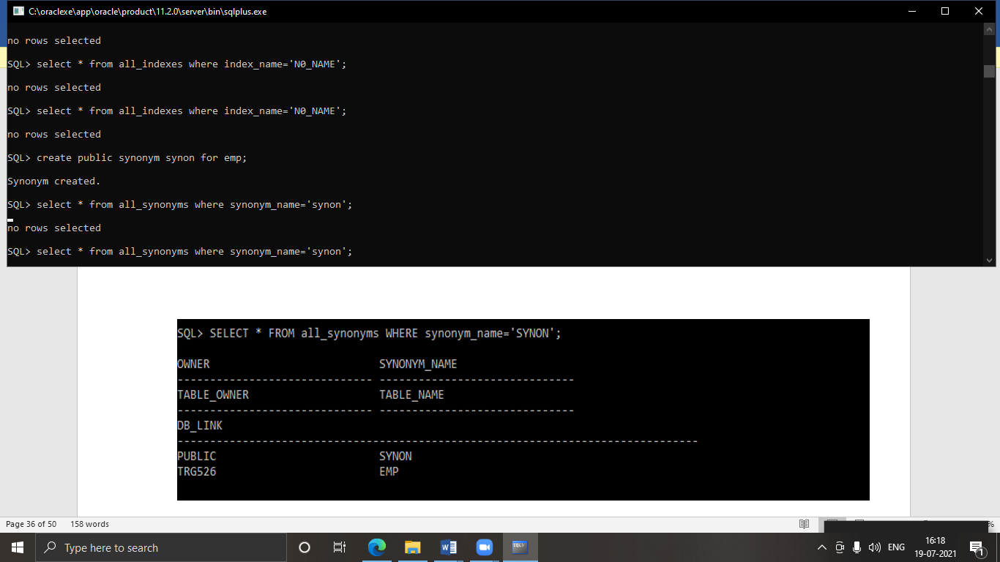 C:\oraclexe\app\oracle\product\11.2.0\server\bin\sqlplus.exe
no rows selected
SQL> select * from all_indexes where index_name='N0_NAME';
no rows selected
SQL> select * from all_indexes where index_name='N0_NAME';
no rows selected
SQL> create public synonym synon for emp;
Synonym created.
SQL> select * from all_synonyms where synonym_name='synon';
no rows selected
SQL> select * from all_synonyms where synonym_name='synon';
SQL> SELECT * FROM all_synonyms WHERE synonym_name='SYNON';
OWNER SYNONYM_NAME
------------------------------ ------------------------------
TABLE_OWNER TABLE_NAME
------------------------------ ------------------------------
DB_LINK
--------------------------------------------------------------------------------
PUBLIC SYNON
TRG526 EMP
Page 36 of 50 158 words %
Type here to search
SQL>
ENG
16:18
19-07-2021
1